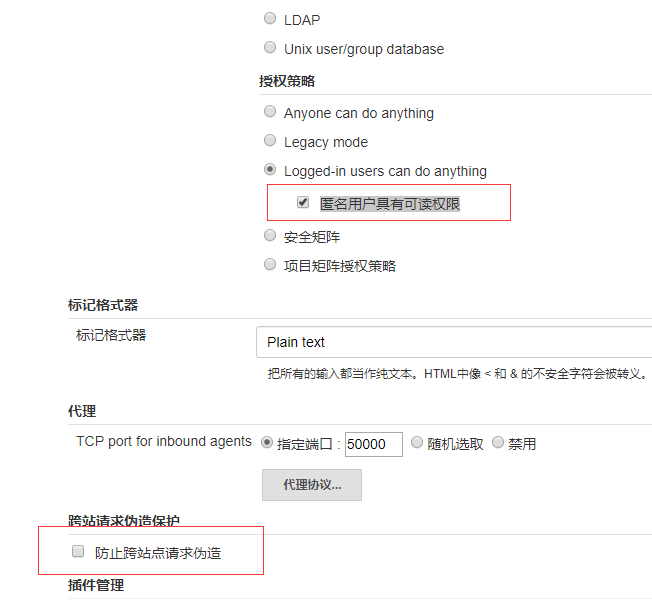 LDAP
Unix user/group database
授权策略
Anyone can do anything
Legacy mode
Logged-in users can do anything
匿名用户具有可读权限
安全矩阵
项目矩阵授权策略
标记格式器
标记格式器 Plain text
把所有的输入都当作纯文本。HTML中像 < 和 & 的不安全字符会被转义。
代理
TCP port for inbound agents 指定端口 : 50000 随机选取 禁用
代理协议...
跨站请求伪造保护
防止跨站点请求伪造
插件管理